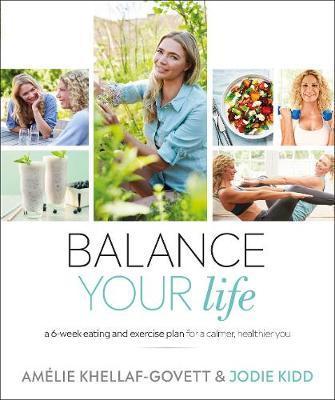 BALANCE
YOUR life
a 6-week eating and exercise plan for a calmer, healthier you
AMÉLIE KHELLAF-GOVETT & JODIE KIDD